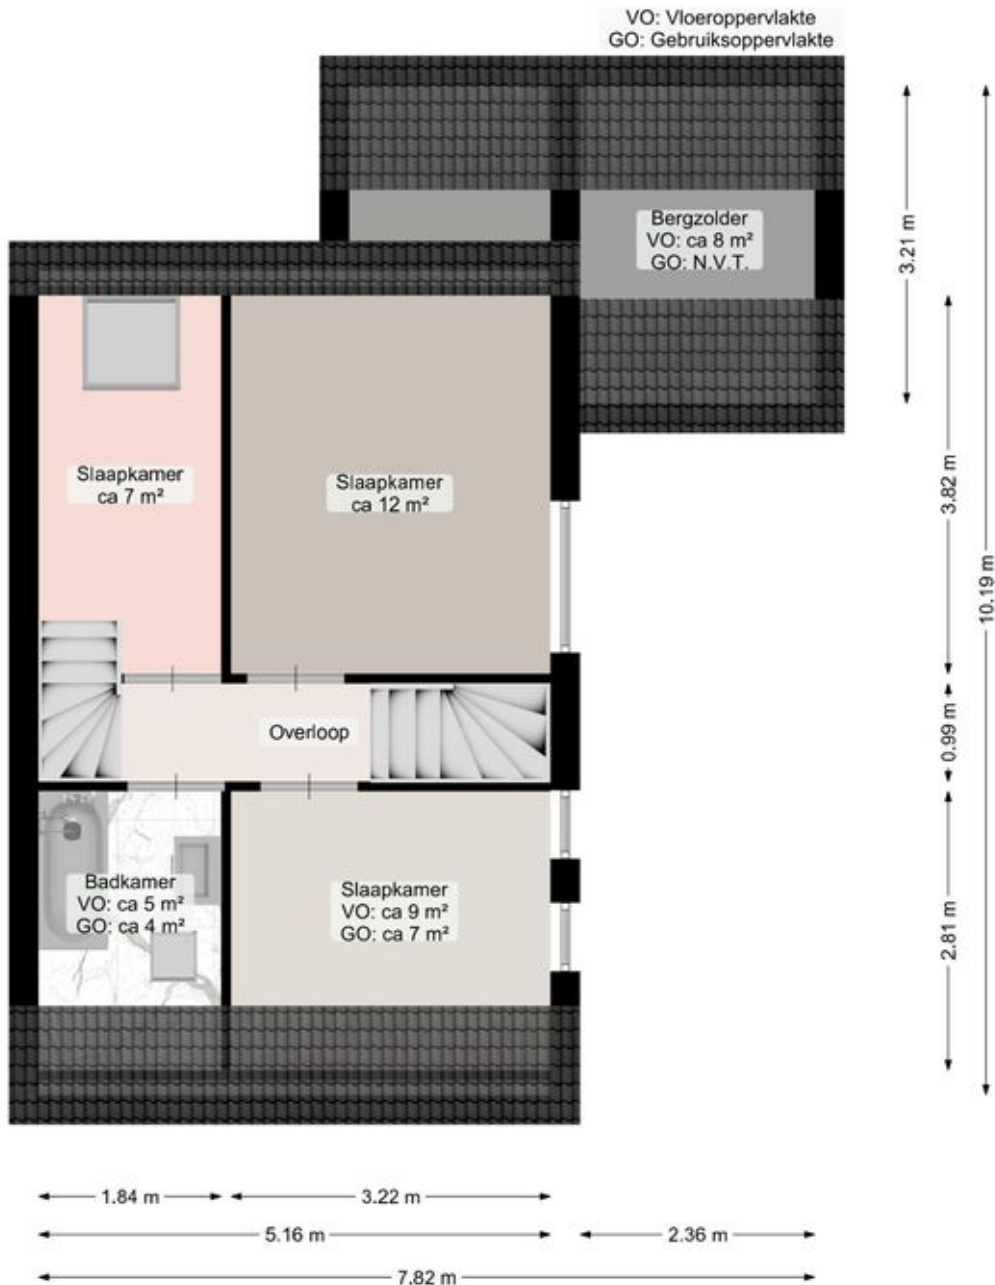 VO: Vloeroppervlakte
GO: Gebruiksoppervlakte
Bergzolder
VO: ca 8 m²
GO: N.V.T.
3.21 m
3.82 m
10.19 m
0.99 m
2.81 m
Slaapkamer
ca 7 m²
Slaapkamer
ca 12 m²
Overloop
Badkamer
VO: ca 5 m²
GO: ca 4 m²
Slaapkamer
VO: ca 9 m²
GO: ca 7 m²
1.84 m
3.22 m
5.16 m
2.36 m
7.82 m